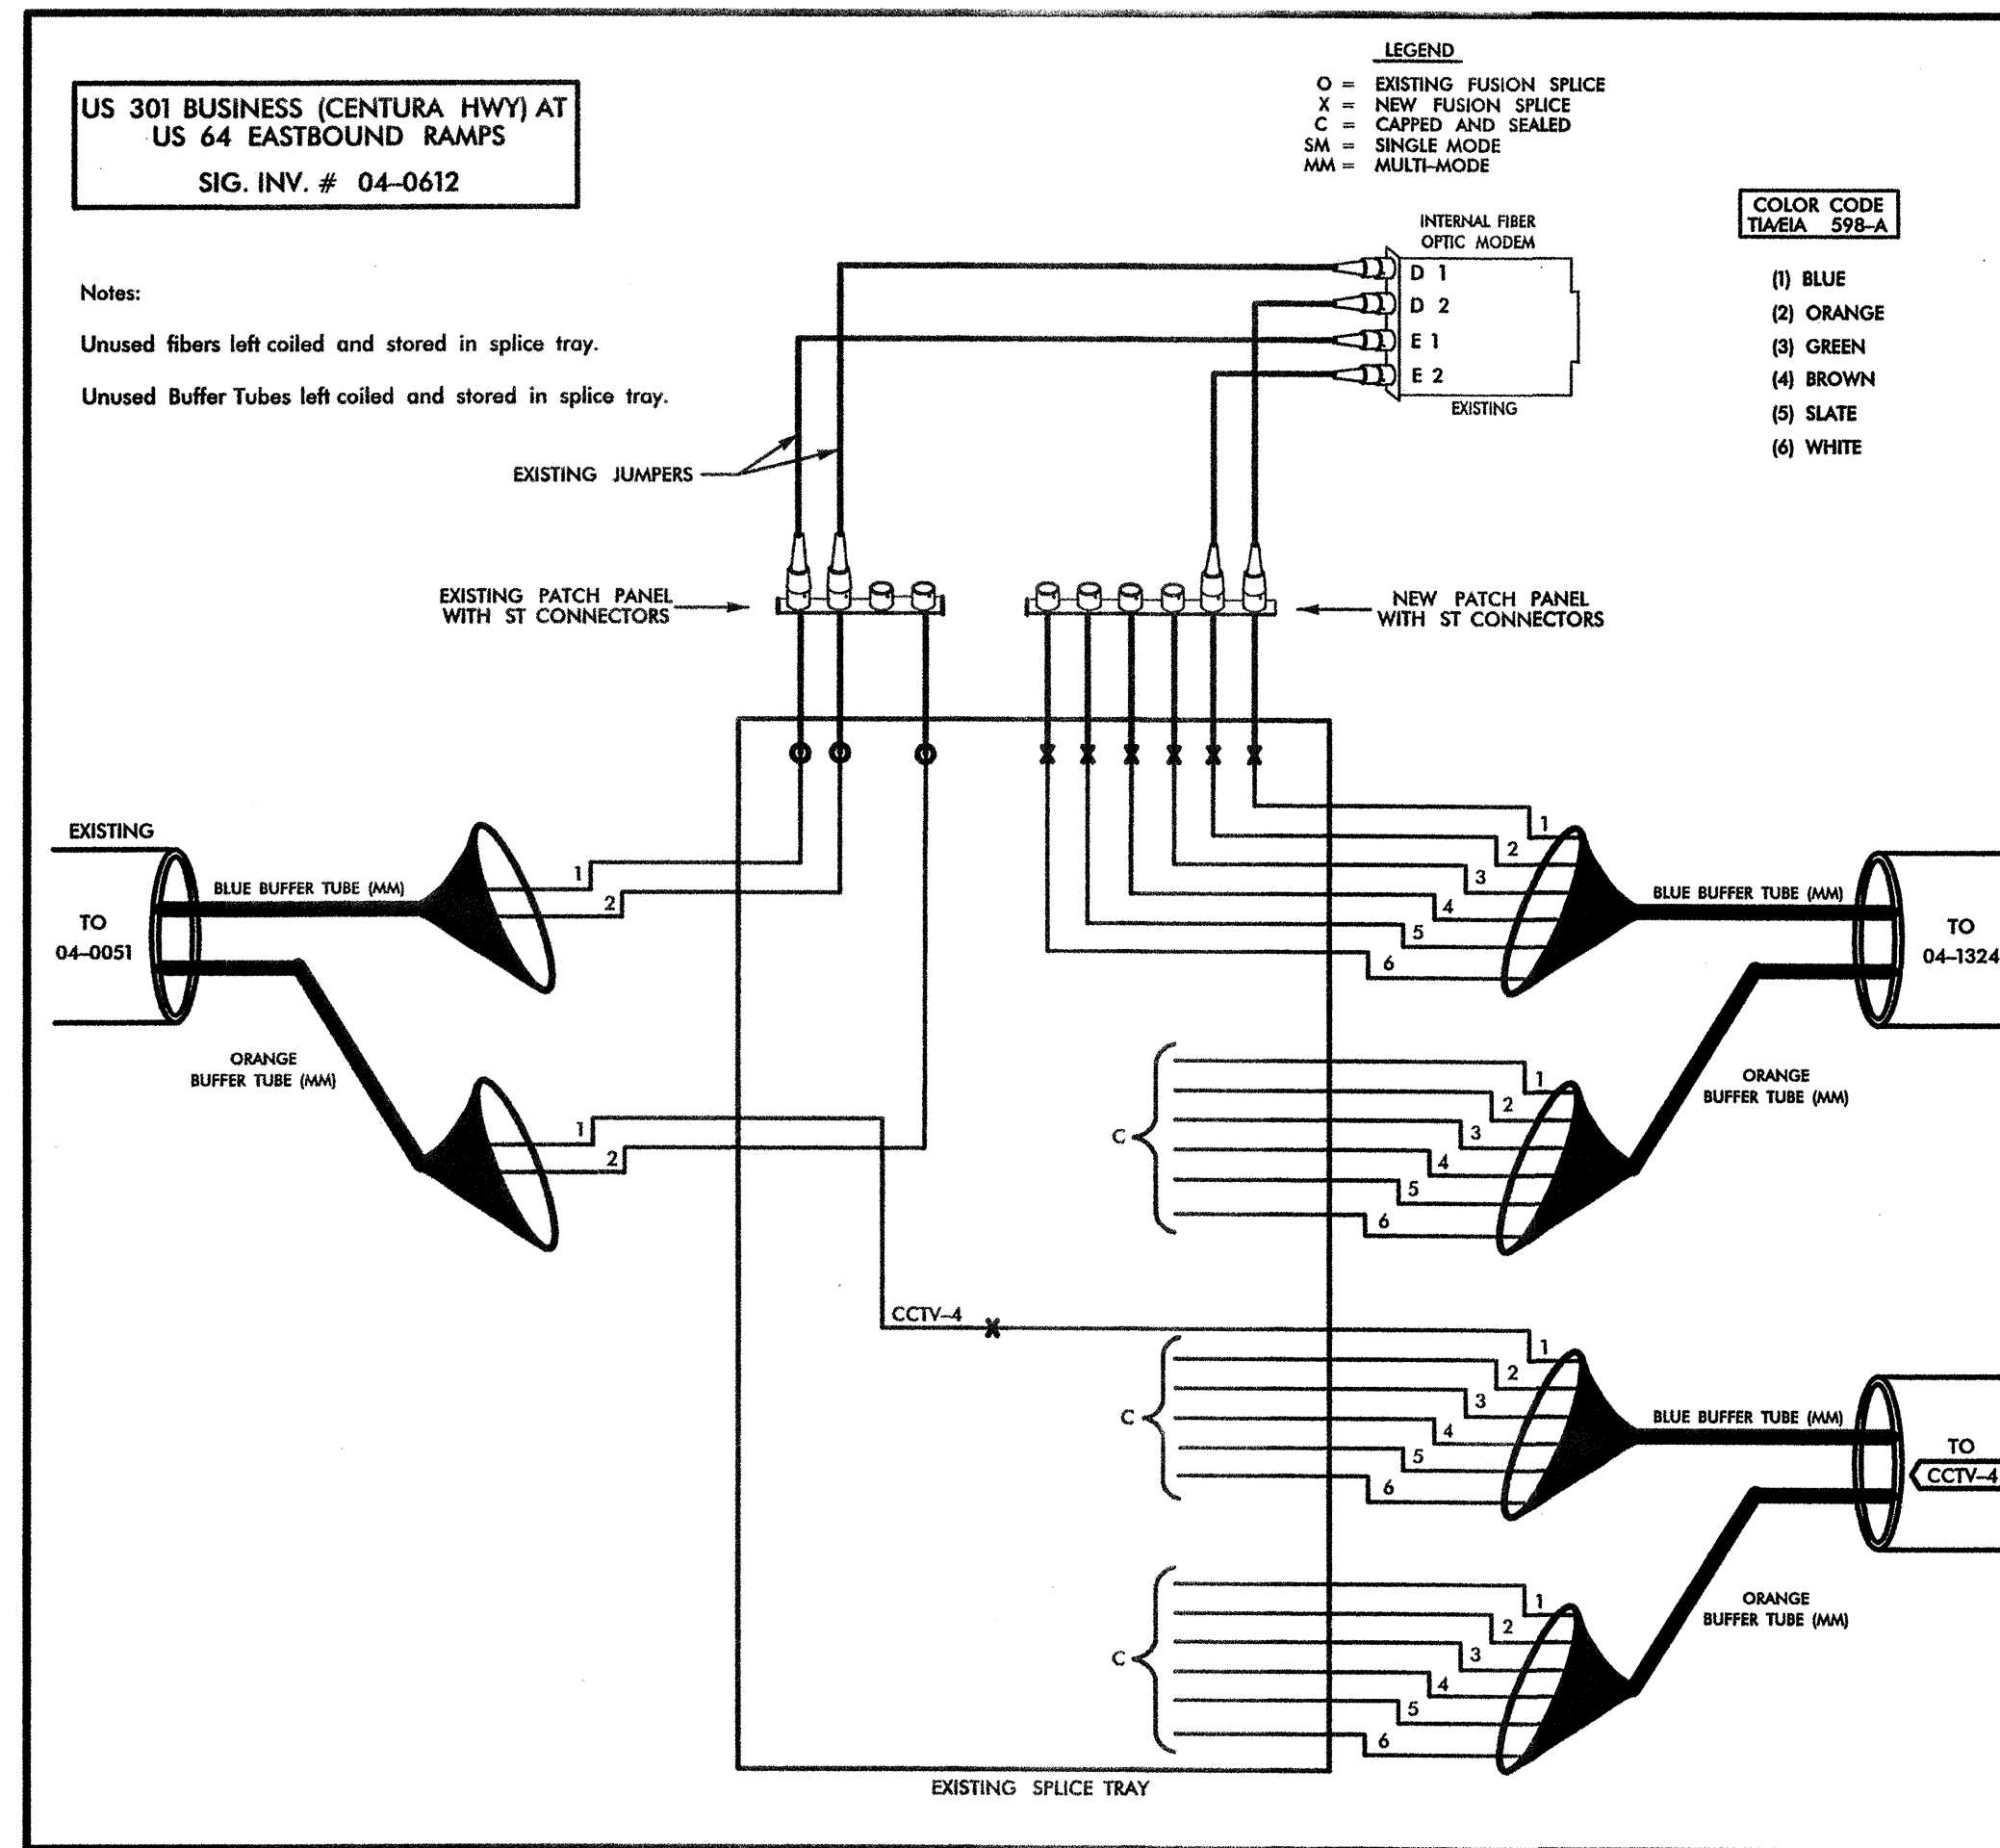 US 301 BUSINESS (CENTURA HWY) AT
US 64 EASTBOUND RAMPS
SIG. INV. # 04-0612
LEGEND
O = EXISTING FUSION SPLICE
X = NEW FUSION SPLICE
C = CAPPED AND SEALED
SM = SINGLE MODE
MM = MULTI-MODE
COLOR CODE
TIA/EIA 598-A
(1) BLUE
(2) ORANGE
(3) GREEN
(4) BROWN
(5) SLATE
(6) WHITE
Notes:
Unused fibers left coiled and stored in splice tray.
Unused Buffer Tubes left coiled and stored in splice tray.
INTERNAL FIBER
OPTIC MODEM
D 1
D 2
E 1
E 2
EXISTING
EXISTING JUMPERS
EXISTING PATCH PANEL
WITH ST CONNECTORS
NEW PATCH PANEL
WITH ST CONNECTORS
EXISTING
TO
04-0051
BLUE BUFFER TUBE (MM)
1
2
ORANGE
BUFFER TUBE (MM)
1
2
1
2
3
4
5
6
BLUE BUFFER TUBE (MM)
TO
04-1324
C
1
2
3
4
5
6
ORANGE
BUFFER TUBE (MM)
CCTV-4
C
1
2
3
4
5
6
BLUE BUFFER TUBE (MM)
TO
CCTV-4
C
1
2
3
4
5
6
ORANGE
BUFFER TUBE (MM)
EXISTING SPLICE TRAY